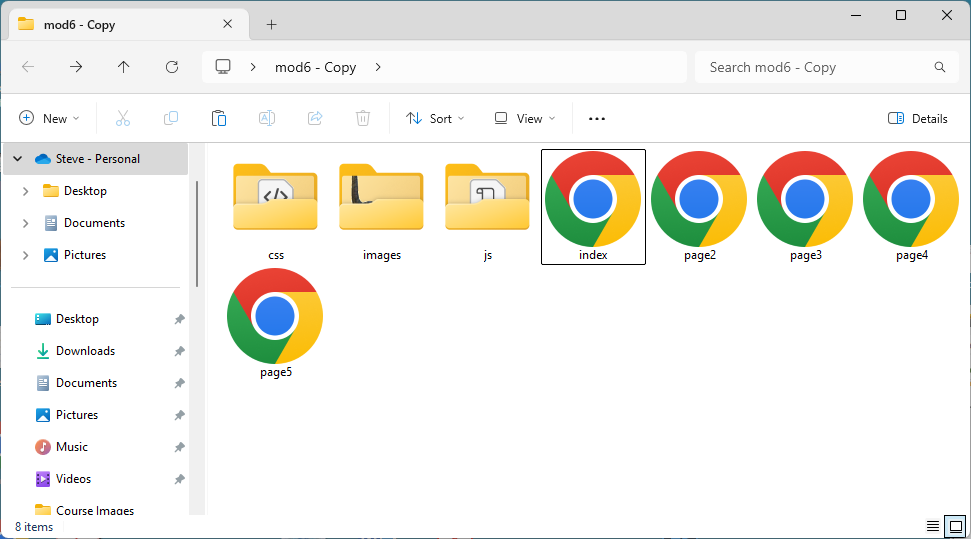 mod6 - Copy
mod6 - Copy
Search mod6 - Copy
New
Sort
View
Details
Steve - Personal
Desktop
Documents
Pictures
Desktop
Downloads
Documents
Pictures
Music
Videos
Course Images
css
images
js
index
page2
page3
page4
page5
8 items